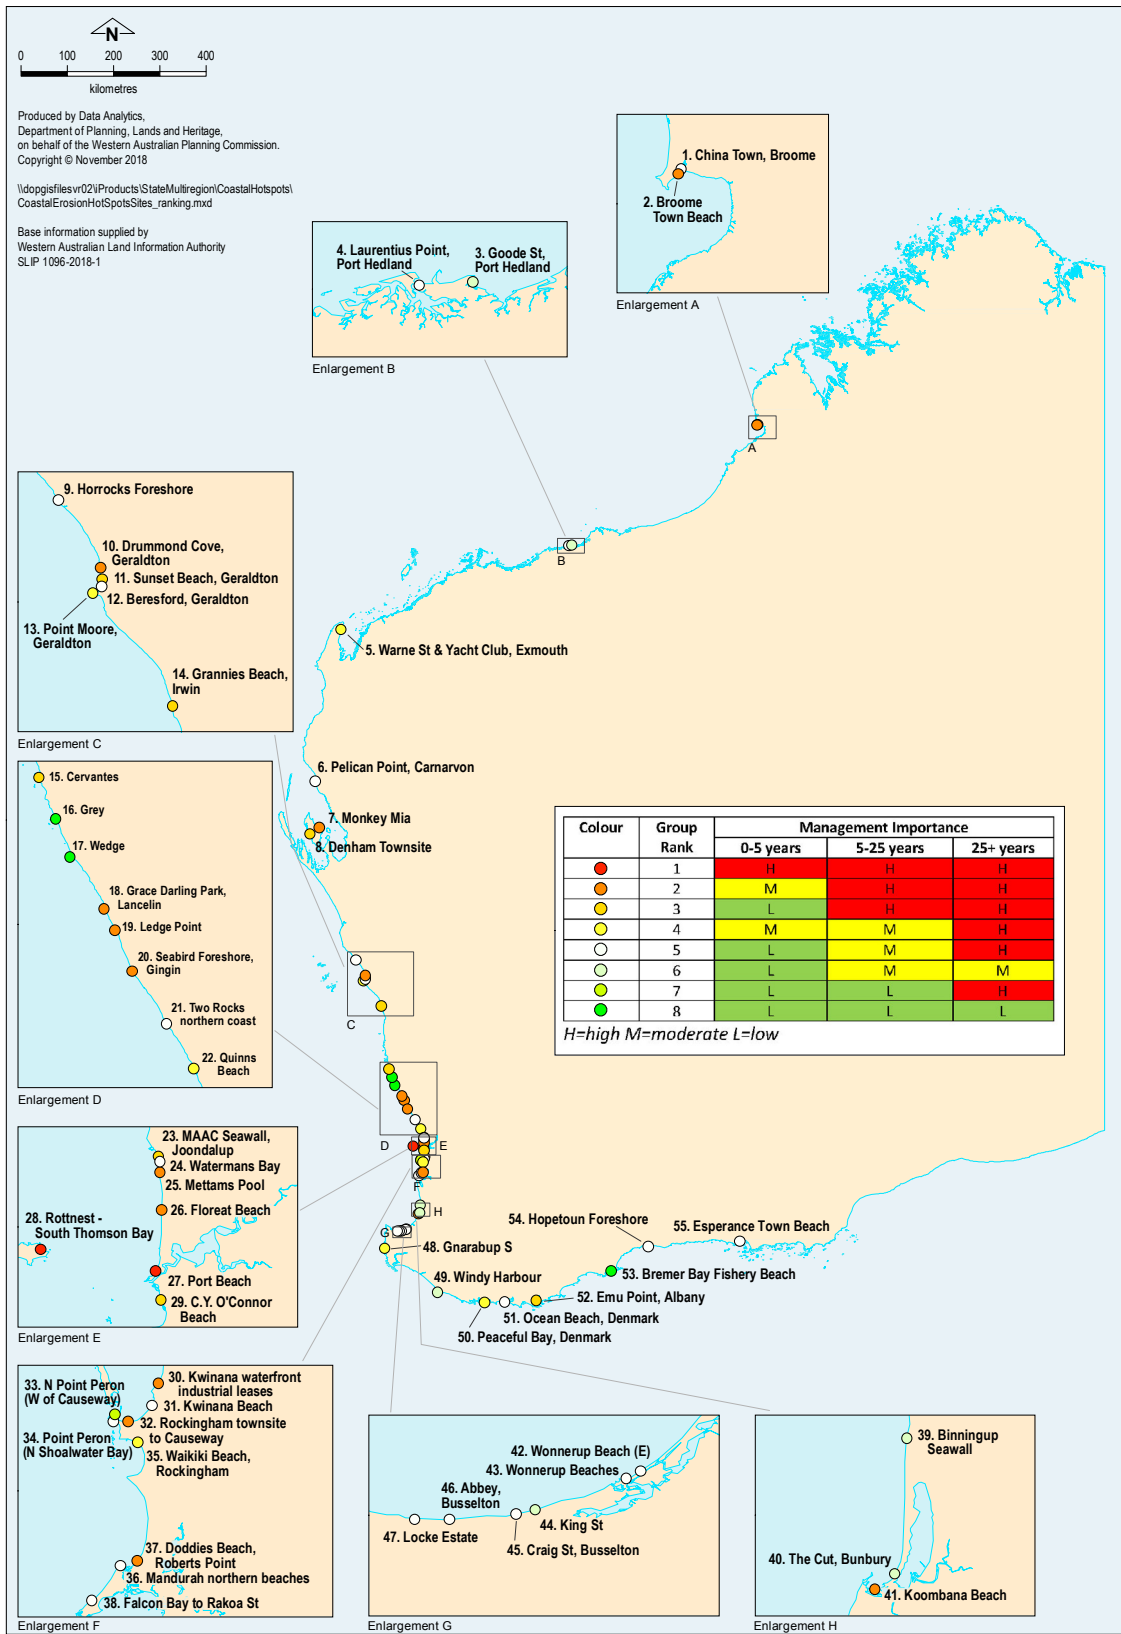 N
0 100 200 300 400
kilometres
Produced by Data Analytics,
Department of Planning, Lands and Heritage,
on behalf of the Western Australian Planning Commission.
Copyright © November 2018
\\dopgisfilesvr02\iProducts\StateMultiregion\CoastalHotspots\
CoastalErosionHotSpotsSites_ranking.mxd
Base information supplied by
Western Australian Land Information Authority
SLIP 1096-2018-1
1. China Town, Broome
2. Broome
Town Beach
Enlargement A
4. Laurentius Point,
Port Hedland
3. Goode St,
Port Hedland
Enlargement B
A
B
9. Horrocks Foreshore
10. Drummond Cove,
Geraldton
11. Sunset Beach, Geraldton
12. Beresford, Geraldton
13. Point Moore,
Geraldton
14. Grannies Beach,
Irwin
Enlargement C
5. Warne St & Yacht Club, Exmouth
6. Pelican Point, Carnarvon
7. Monkey Mia
8. Denham Townsite
15. Cervantes
16. Grey
17. Wedge
18. Grace Darling Park,
Lancelin
19. Ledge Point
20. Seabird Foreshore,
Gingin
21. Two Rocks
northern coast
22. Quinns
Beach
Enlargement D
Colour Group Rank Management Importance
0-5 years 5-25 years 25+ years
1 H H H
2 M H H
3 L H H
4 M M H
5 L M H
6 L M M
7 L L H
8 L L L
H=high M=moderate L=low
C
D
E
F
H
G
23. MAAC Seawall,
Joondalup
24. Watermans Bay
25. Mettams Pool
26. Floreat Beach
28. Rottnest -
South Thomson Bay
27. Port Beach
29. C.Y. O'Connor
Beach
Enlargement E
48. Gnarabup S
49. Windy Harbour
50. Peaceful Bay, Denmark
51. Ocean Beach, Denmark
52. Emu Point, Albany
53. Bremer Bay Fishery Beach
54. Hopetoun Foreshore
55. Esperance Town Beach
30. Kwinana waterfront
industrial leases
31. Kwinana Beach
32. Rockingham townsite
to Causeway
33. N Point Peron
(W of Causeway)
34. Point Peron
(N Shoalwater Bay)
35. Waikiki Beach,
Rockingham
37. Doddies Beach,
Roberts Point
36. Mandurah northern beaches
38. Falcon Bay to Rakoa St
Enlargement F
42. Wonnerup Beach (E)
43. Wonnerup Beaches
46. Abbey,
Busselton
44. King St
47. Locke Estate
45. Craig St, Busselton
Enlargement G
39. Binningup
Seawall
40. The Cut, Bunbury
41. Koombana Beach
Enlargement H